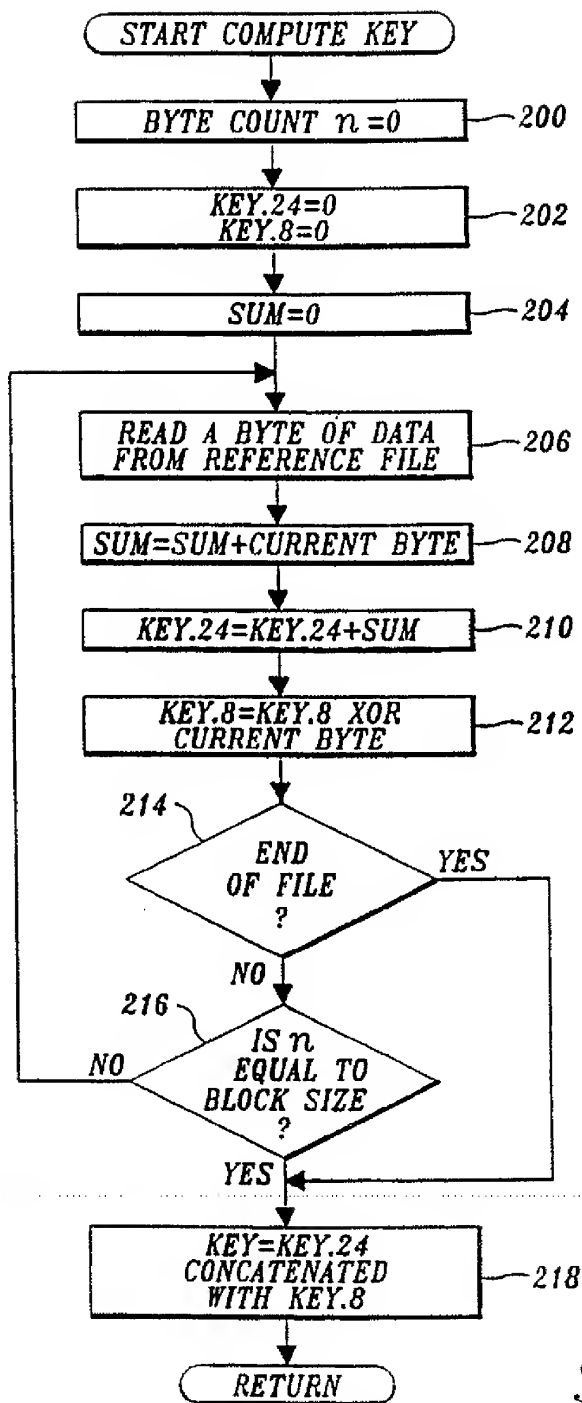 START COMPUTE KEY
BYTE COUNT n=0
200
KEY.24=0
KEY.8=0
202
SUM=0
204
READ A BYTE OF DATA
FROM REFERENCE FILE
206
SUM=SUM+CURRENT BYTE
208
KEY.24=KEY.24+SUM
210
KEY.8=KEY.8 XOR
CURRENT BYTE
212
214
END
OF FILE
?
YES
NO
216
IS n
EQUAL TO
BLOCK SIZE
?
NO
YES
KEY=KEY.24
CONCATENATED
WITH KEY.8
218
RETURN